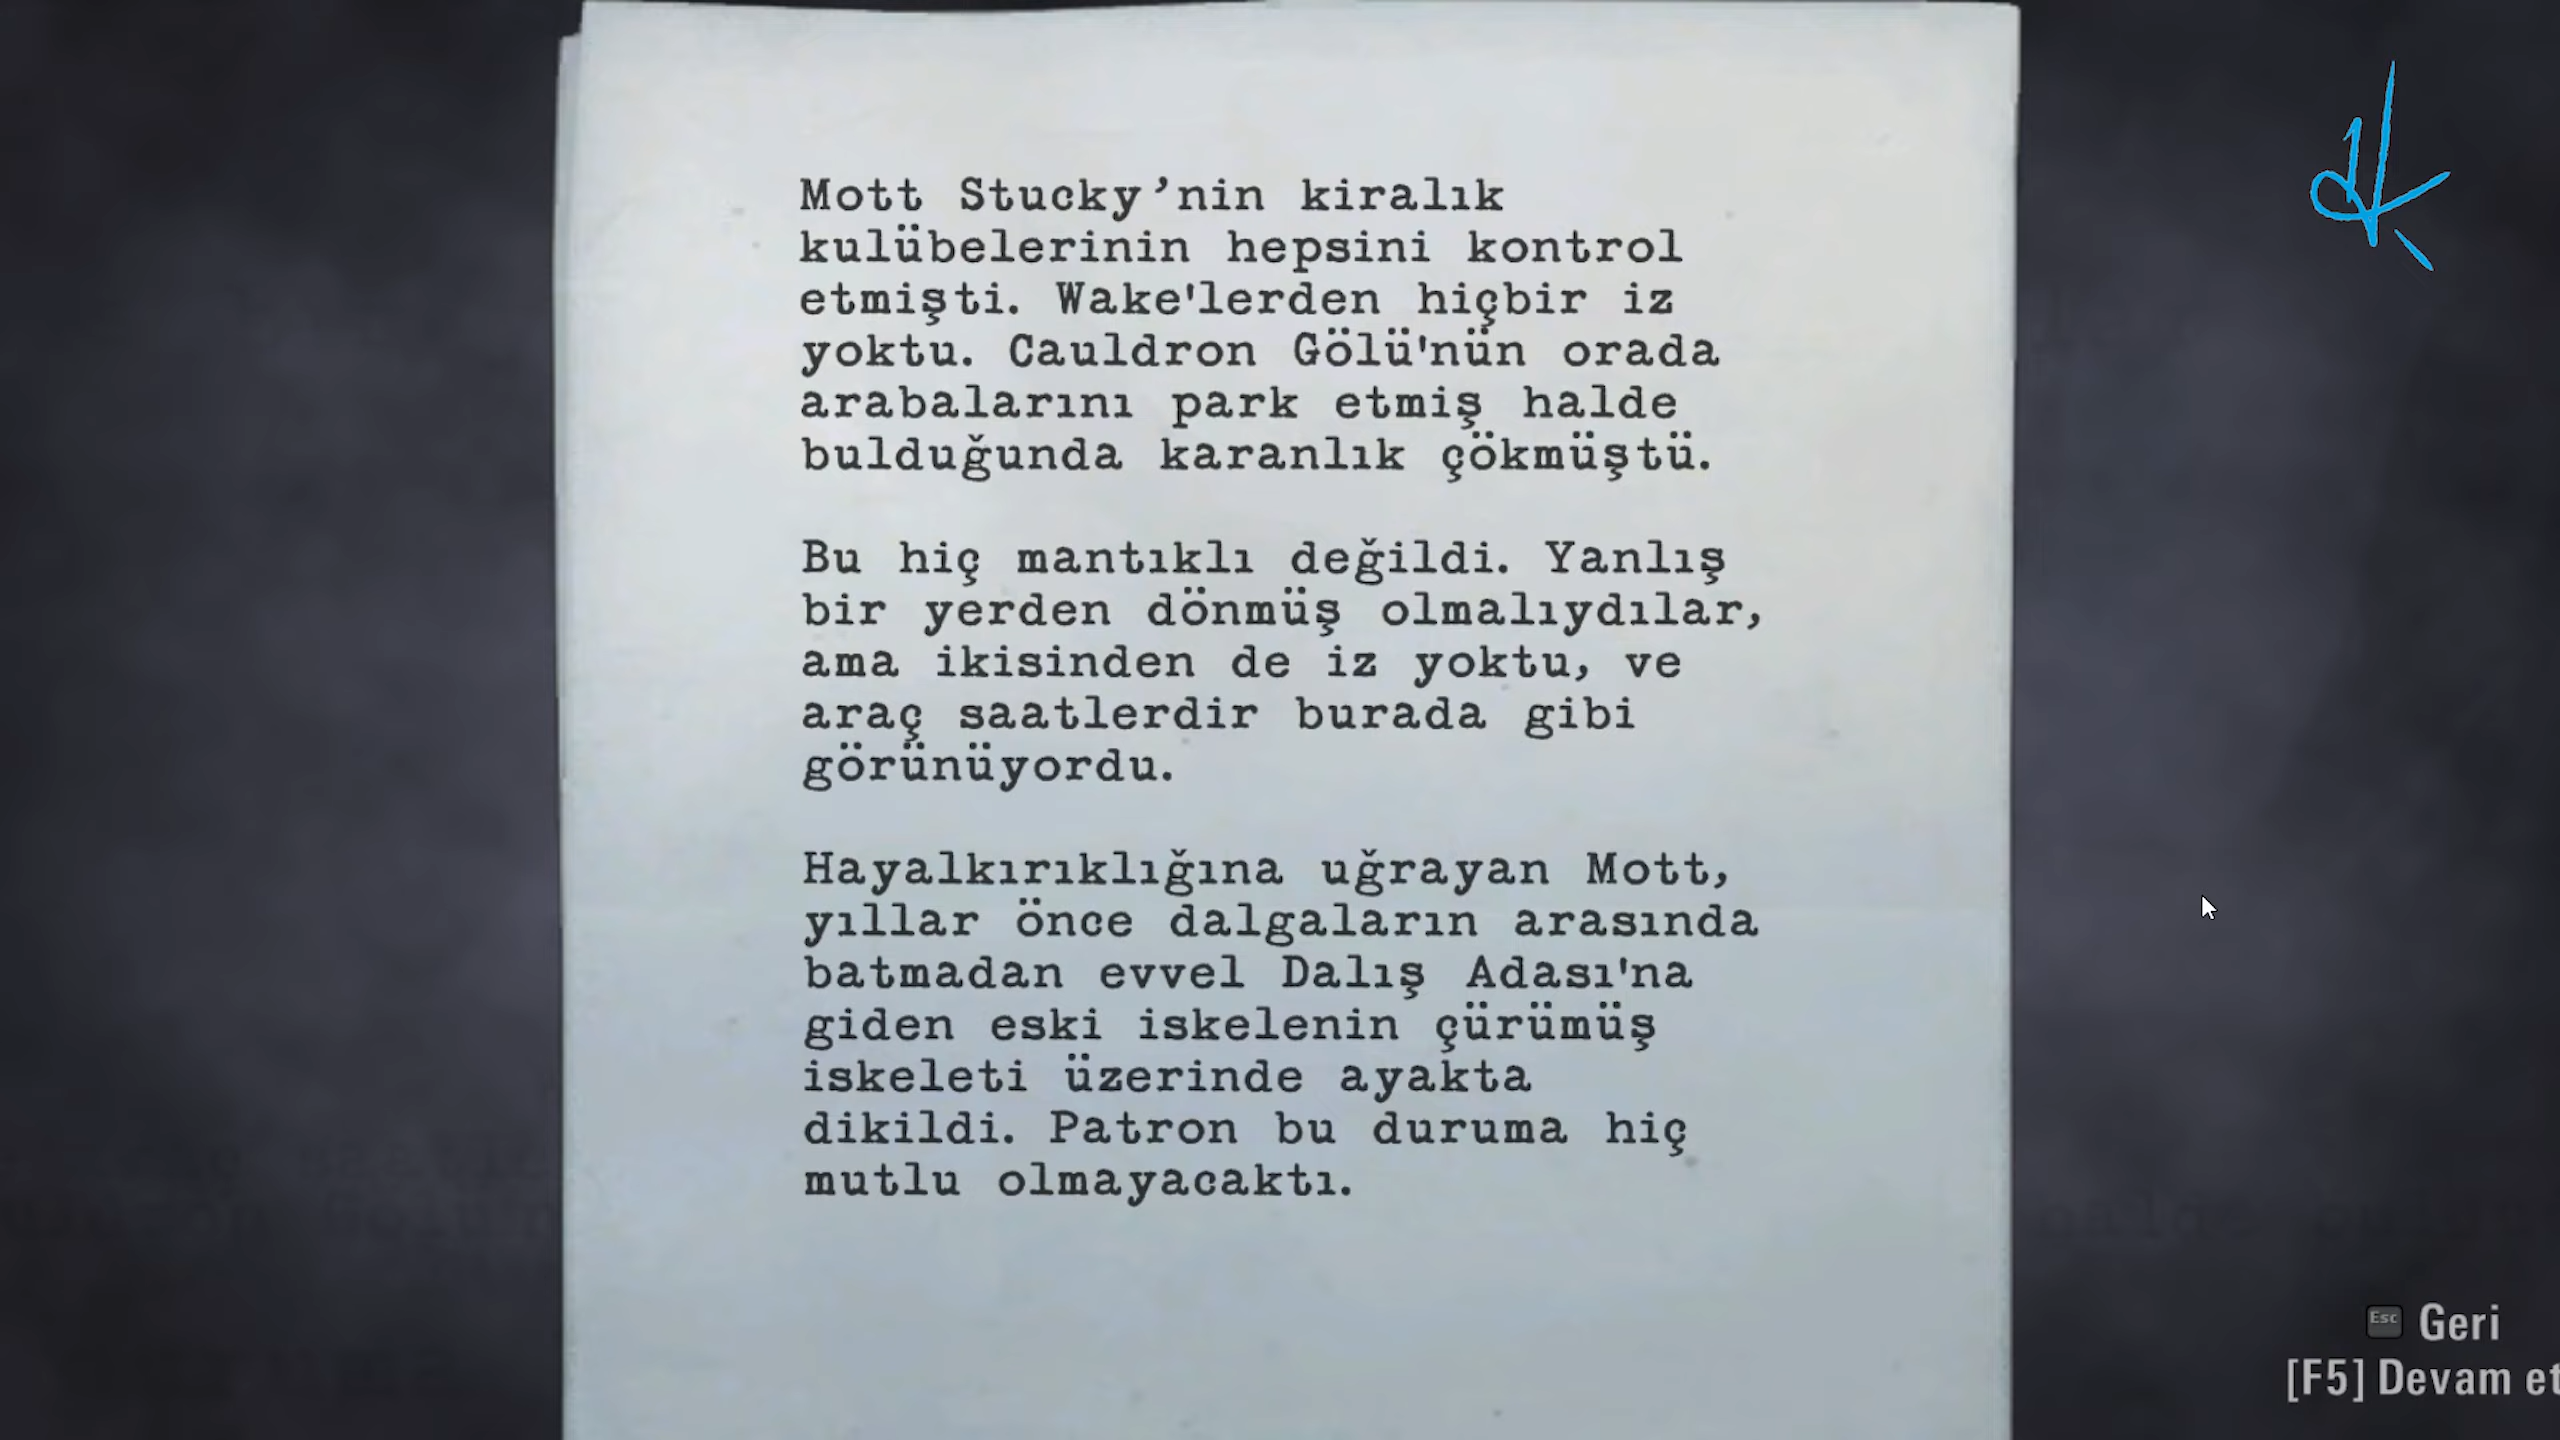 Mott Stucky’nin kiralık
kulübelerinin hepsini kontrol
etmişti. Wake'lerden hiçbir iz
yoktu. Cauldron Gölü'nün orada
arabalarını park etmiş halde
bulduğunda karanlık çökmüştü.
Bu hiç mantıklı değildi. Yanlış
bir yerden dönmüş olmalıydılar,
ama ikisinden de iz yoktu, ve
araç saatlerdir burada gibi
görünüyordu.
Hayalkırıklığına uğrayan Mott,
yıllar önce dalgaların arasında
batmadan evvel Dalış Adası'na
giden eski iskelenin çürümüş
iskeleti üzerinde ayakta
dikildi. Patron bu duruma hiç
mutlu olmayacaktı.
Esc Geri
[F5] Devam et